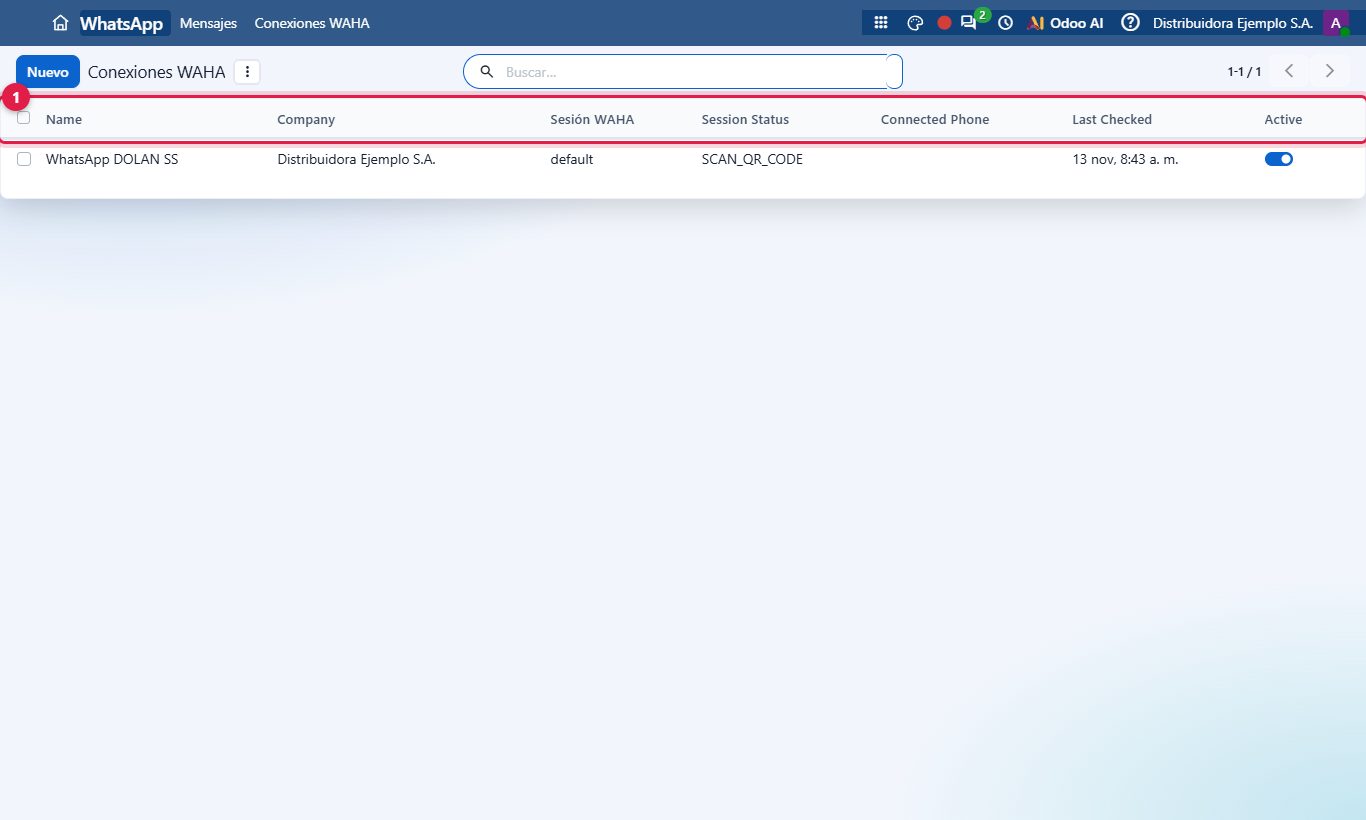 WhatsApp Mensajes Conexiones WAHA 2 Odoo AI Distribuidora Ejemplo S.A. A
Nuevo Conexiones WAHA Buscar... 1-1 / 1
1
Name Company Sesión WAHA Session Status Connected Phone Last Checked Active
WhatsApp DOLAN SS Distribuidora Ejemplo S.A. default SCAN_QR_CODE 13 nov, 8:43 a. m.